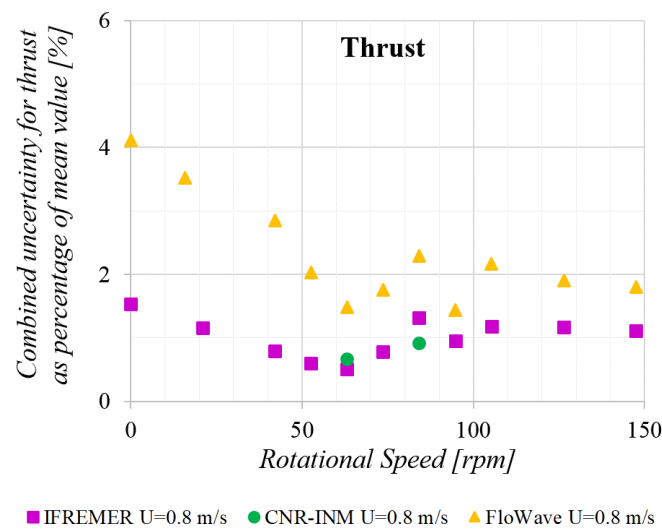 6
Thrust
4
2
0
Combined uncertainty for thrust
as percentage of mean value [%]
0 50 100 150
Rotational Speed [rpm]
IFREMER U=0.8 m/s CNR-INM U=0.8 m/s FloWave U=0.8 m/s